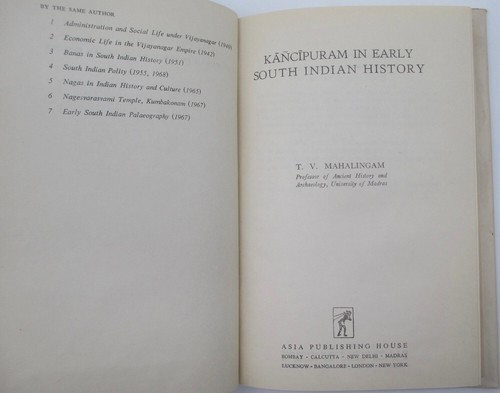 BY THE SAME AUTHOR
1 Administration and Social Life under Vijayanagar (1940)
2 Economic Life in the Vijayanagar Empire (1942)
3 Banas in South Indian History (1951)
4 South Indian Polity (1955, 1968)
5 Nagas in Indian History and Culture (1965)
6 Nagesvaraswami Temple, Kumbakonam (1967)
7 Early South Indian Palaeography (1967)
KĀÑCĪPURAM IN EARLY
SOUTH INDIAN HISTORY
T. V. MAHALINGAM
Professor of Ancient History and
Archaeology, University of Madras
ASIA PUBLISHING HOUSE
BOMBAY · CALCUTTA · NEW DELHI · MADRAS
LUCKNOW · BANGALORE · LONDON · NEW YORK